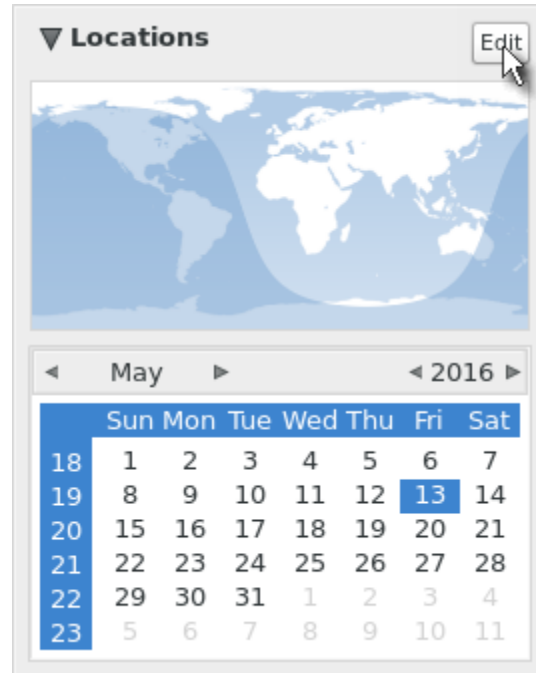 Locations Edit
May 2016
Sun Mon Tue Wed Thu Fri Sat
18 1 2 3 4 5 6 7
19 8 9 10 11 12 13 14
20 15 16 17 18 19 20 21
21 22 23 24 25 26 27 28
22 29 30 31 1 2 3 4
23 5 6 7 8 9 10 11